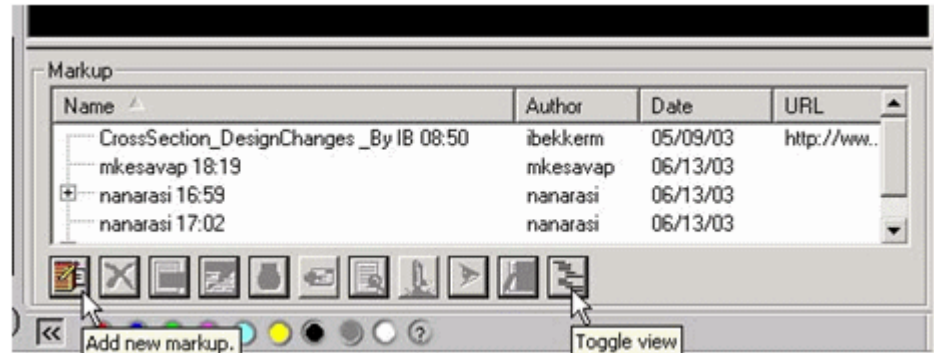 Markup
Name Author Date URL
CrossSection_DesignChanges _By IB 08:50 ibekkerm 05/09/03 http://www..
mkesavap 18:19 mkesavap 06/13/03
nanarasi 16:59 nanarasi 06/13/03
nanarasi 17:02 nanarasi 06/13/03
Add new markup.
?
Toggle view